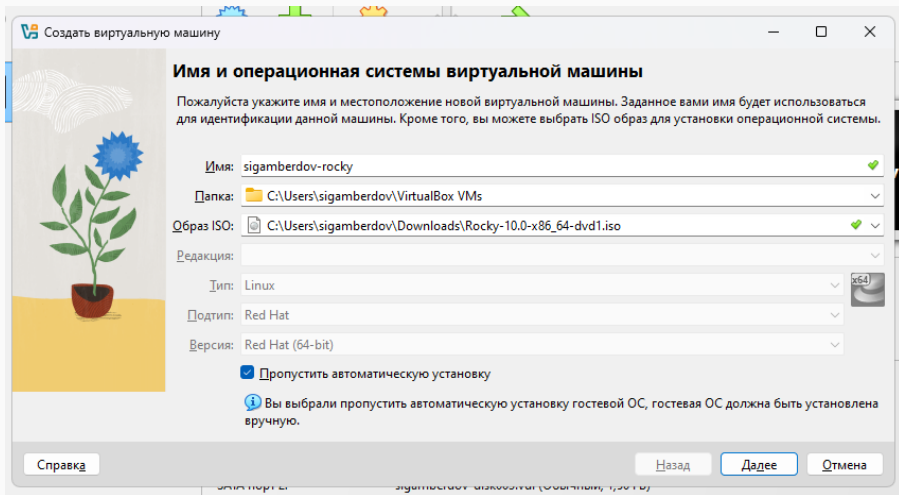 Создать виртуальную машину
Имя и операционная системы виртуальной машины
Пожалуйста укажите имя и местоположение новой виртуальной машины. Заданное вами имя будет использоваться
для идентификации данной машины. Кроме того, вы можете выбрать ISO образ для установки операционной системы.
Имя: sigamberdov-rocky
Папка: C:\Users\sigamberdov\VirtualBox VMs
Образ ISO: C:\Users\sigamberdov\Downloads\Rocky-10.0-x86_64-dvd1.iso
Редакция:
Тип: Linux
x64
Подтип: Red Hat
Версия: Red Hat (64-bit)
Пропустить автоматическую установку
Вы выбрали пропустить автоматическую установку гостевой ОС, гостевая ОС должна быть установлена
вручную.
Справка Назад Далее Отмена